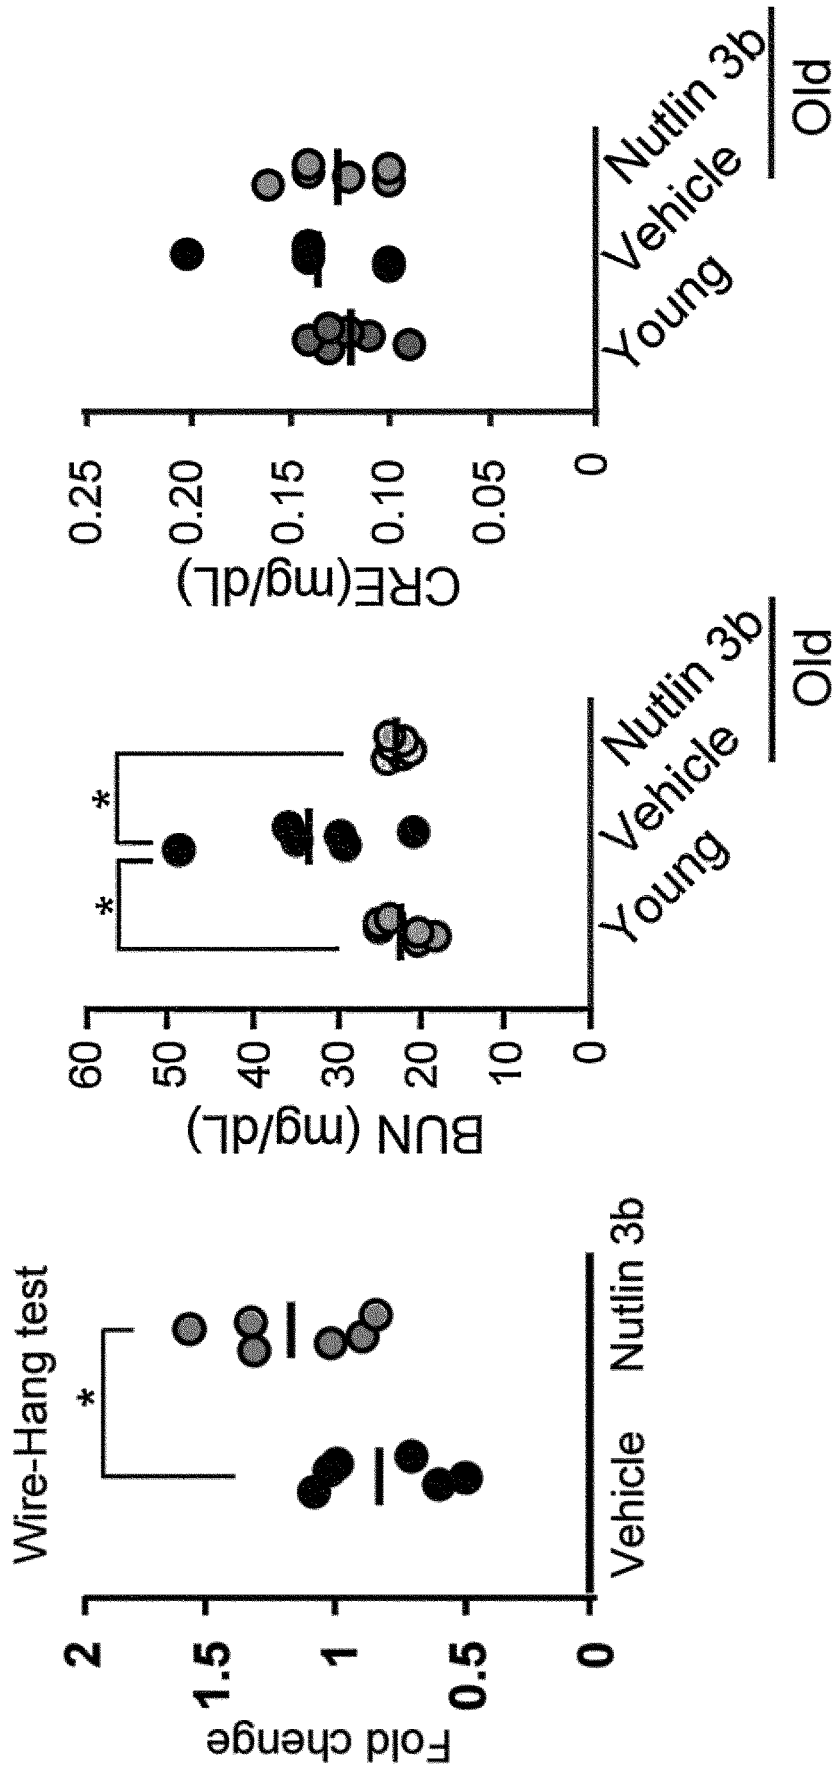 Wire-Hang test
Fold chenge
2
1.5
1
0.5
0
*
Vehicle
Nutlin 3b
BUN (mg/dL)
60
50
40
30
20
10
0
*
*
Young
Vehicle
Nutlin 3b
Old
CRE(mg/dL)
0.25
0.20
0.15
0.10
0.05
0
Young
Vehicle
Nutlin 3b
Old